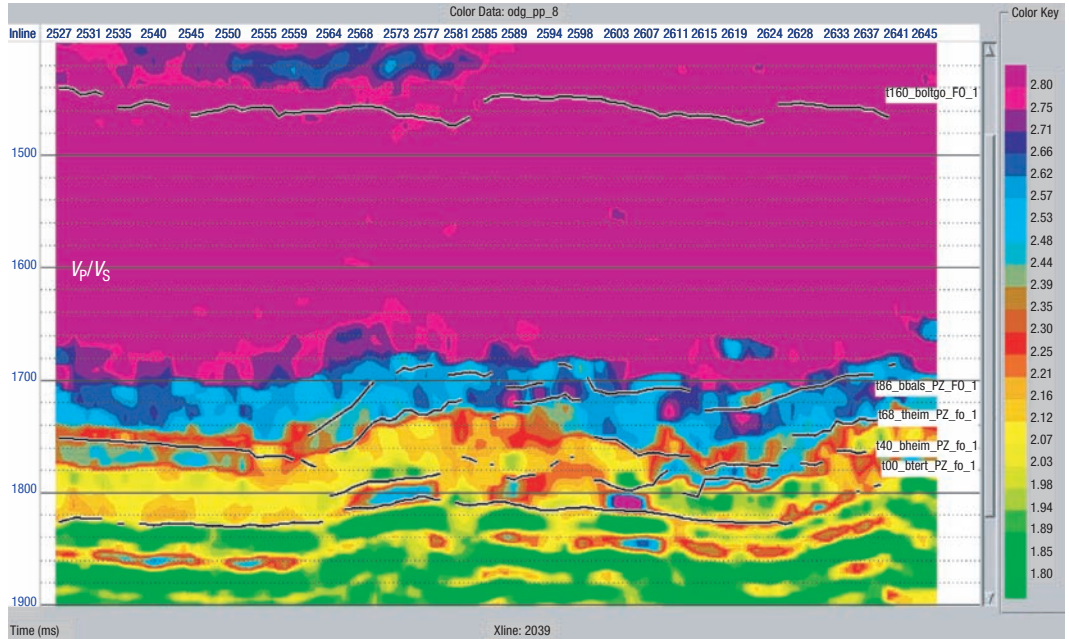 Color Data: odg_pp_8
Color Key
Inline 2527 2531 2535 2540 2545 2550 2555 2559 2564 2568 2573 2577 2581 2585 2589 2594 2598 2603 2607 2611 2615 2619 2624 2628 2633 2637 2641 2645
t160_boltgo_F0_1
1500
1600
VP/VS
1700
t86_bbals_PZ_F0_1
t68_theim_PZ_fo_1
t40_bheim_PZ_fo_1
t00_btert_PZ_fo_1
1800
1900
2.80
2.75
2.71
2.66
2.62
2.57
2.53
2.48
2.44
2.39
2.35
2.30
2.25
2.21
2.16
2.12
2.07
2.03
1.98
1.94
1.89
1.85
1.80
Time (ms)
Xline: 2039